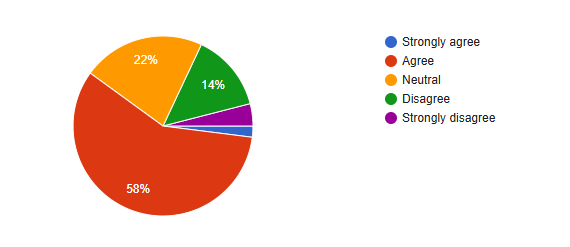 22%
14%
58%
Strongly agree
Agree
Neutral
Disagree
Strongly disagree